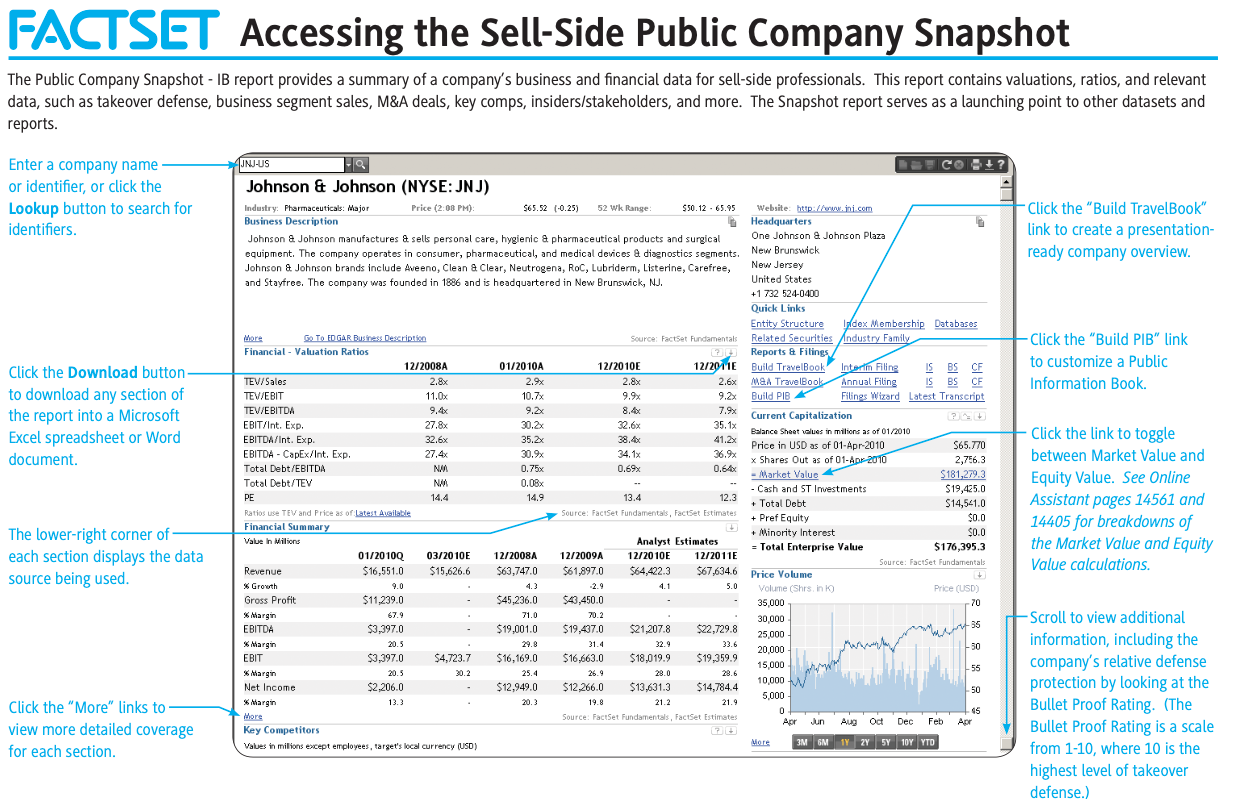 FACTSET Accessing the Sell-Side Public Company Snapshot
The Public Company Snapshot - IB report provides a summary of a company's business and financial data for sell-side professionals. This report contains valuations, ratios, and relevant
data, such as takeover defense, business segment sales, M&A deals, key comps, insiders/stakeholders, and more. The Snapshot report serves as a launching point to other datasets and
reports.
Enter a company name
or identifier, or click the
Lookup button to search for
identifiers.
Click the Download button
to download any section of
the report into a Microsoft
Excel spreadsheet or Word
document.
The lower-right corner of
each section displays the data
source being used.
Click the "More" links to
view more detailed coverage
for each section.
JNJ-US
Johnson & Johnson (NYSE: JNJ)
Industry: Pharmaceuticals: Major Price (2:08 PM): $65.52 (-0.25) 52 Wk Range: $50.12 - 65.95 Website: http://www.jnj.com
Business Description
Johnson & Johnson manufactures & sells personal care, hygienic & pharmaceutical products and surgical
equipment. The company operates in consumer, pharmaceutical, and medical devices & diagnostics segments.
Johnson & Johnson brands include Aveeno, Clean & Clear, Neutrogena, RoC, Lubriderm, Listerine, Carefree,
and Stayfree. The company was founded in 1886 and is headquartered in New Brunswick, NJ.
More Go To EDGAR Business Description Source: FactSet Fundamentals
Financial - Valuation Ratios
12/2008A 01/2010A 12/2010E 12/2011E
TEV/Sales 2.8x 2.9x 2.8x 2.6x
TEV/EBIT 11.0x 10.7x 9.9x 9.2x
TEV/EBITDA 9.4x 9.2x 8.4x 7.9x
EBIT/Int. Exp. 27.8x 30.2x 32.6x 35.1x
EBITDA/Int. Exp. 32.6x 35.2x 38.4x 41.2x
EBITDA - CapEx/Int. Exp. 27.4x 30.9x 34.1x 36.9x
Total Debt/EBITDA NM 0.75x 0.69x 0.64x
Total Debt/TEV NM 0.08x -- --
PE 14.4 14.9 13.4 12.3
Ratios use TEV and Price as of: Latest Available Source: FactSet Fundamentals, FactSet Estimates
Financial Summary
Value In Millions Analyst Estimates
01/2010Q 03/2010E 12/2008A 12/2009A 12/2010E 12/2011E
Revenue $16,551.0 $15,626.6 $63,747.0 $61,897.0 $64,422.3 $67,634.6
% Growth 9.0 - 4.3 -2.9 4.1 5.0
Gross Profit $11,239.0 - $45,236.0 $43,450.0 - -
% Margin 67.9 - 71.0 70.2 - -
EBITDA $3,397.0 - $19,001.0 $19,437.0 $21,207.8 $22,729.8
% Margin 20.5 - 29.8 31.4 32.9 33.6
EBIT $3,397.0 $4,723.7 $16,169.0 $16,663.0 $18,019.9 $19,359.9
% Margin 20.5 30.2 25.4 26.9 28.0 28.6
Net Income $2,206.0 - $12,949.0 $12,266.0 $13,631.3 $14,784.4
% Margin 13.3 - 20.3 19.8 21.2 21.9
More Source: FactSet Fundamentals, FactSet Estimates
Key Competitors
Values in millions except employees, target's local currency (USD)
Headquarters
One Johnson & Johnson Plaza
New Brunswick
New Jersey
United States
+1 732 524-0400
Quick Links
Entity Structure Index Membership Databases
Related Securities Industry Family
Reports & Filings
Build TravelBook Interim Filing IS BS CF
M&A TravelBook Annual Filing IS BS CF
Build PIB Filings Wizard Latest Transcript
Current Capitalization
Balance Sheet values in millions as of 01/2010
Price in USD as of 01-Apr-2010 $65.770
x Shares Out as of 01-Apr-2010 2,756.3
= Market Value $181,279.3
- Cash and ST Investments $19,425.0
+ Total Debt $14,541.0
+ Pref Equity $0.0
+ Minority Interest $0.0
= Total Enterprise Value $176,395.3
Source: FactSet Fundamentals
Price Volume
Volume (Shrs. in K) Price (USD)
35,000 70
30,000 65
25,000
20,000 60
15,000 55
10,000
5,000 50
0 45
Apr Jun Aug Oct Dec Feb Apr
More 3M 6M 1Y 2Y 5Y 10Y YTD
Click the "Build TravelBook"
link to create a presentation-
ready company overview.
Click the "Build PIB" link
to customize a Public
Information Book.
Click the link to toggle
between Market Value and
Equity Value. See Online
Assistant pages 14561 and
14405 for breakdowns of
the Market Value and Equity
Value calculations.
Scroll to view additional
information, including the
company's relative defense
protection by looking at the
Bullet Proof Rating. (The
Bullet Proof Rating is a scale
from 1-10, where 10 is the
highest level of takeover
defense.)